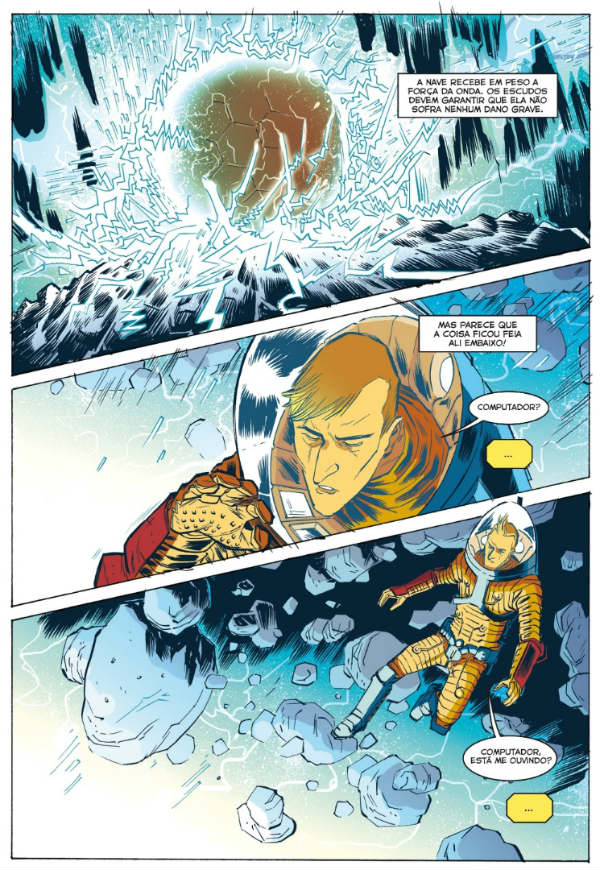 A NAVE RECEBE EM PESO A
FORÇA DA ONDA. OS ESCUDOS
DEVEM GARANTIR QUE ELA NÃO
SOFRA NENHUM DANO GRAVE.
MAS PARECE QUE
A COISA FICOU FEIA
ALI EMBAIXO!
COMPUTADOR?
...
COMPUTADOR,
ESTÁ ME OUVINDO?
...